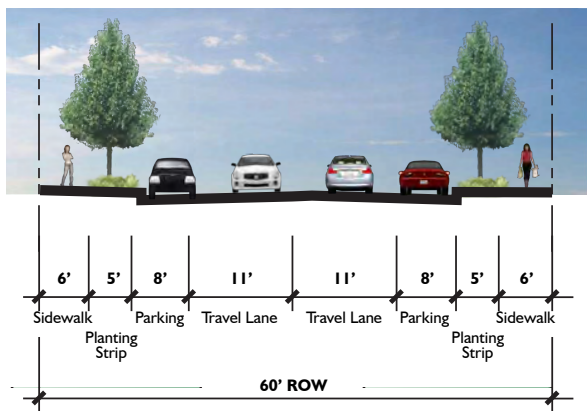 6’ 5’ 8’ 11’ 11’ 8’ 5’ 6’
Sidewalk Parking Travel Lane Travel Lane Parking Sidewalk
Planting Planting
Strip Strip
60’ ROW